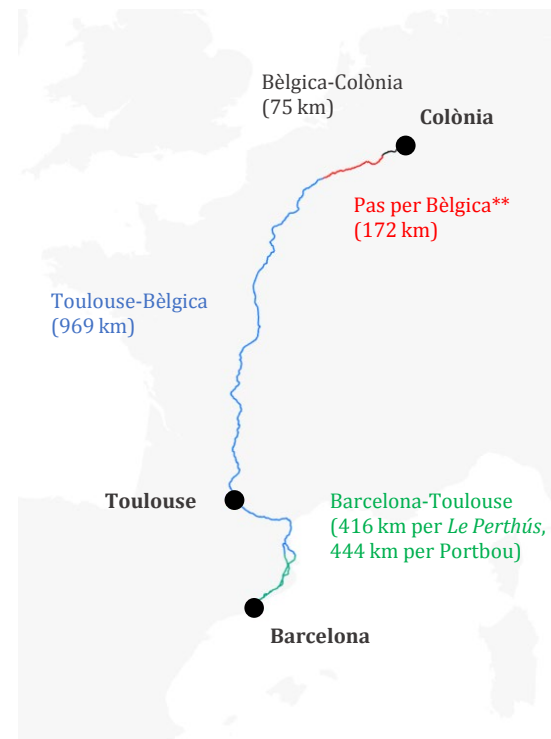 Bèlgica-Colònia
(75 km)
Colònia
Pas per Bèlgica**
(172 km)
Toulouse-Bèlgica
(969 km)
Toulouse
Barcelona-Toulouse
(416 km per Le Perthús,
444 km per Portbou)
Barcelona